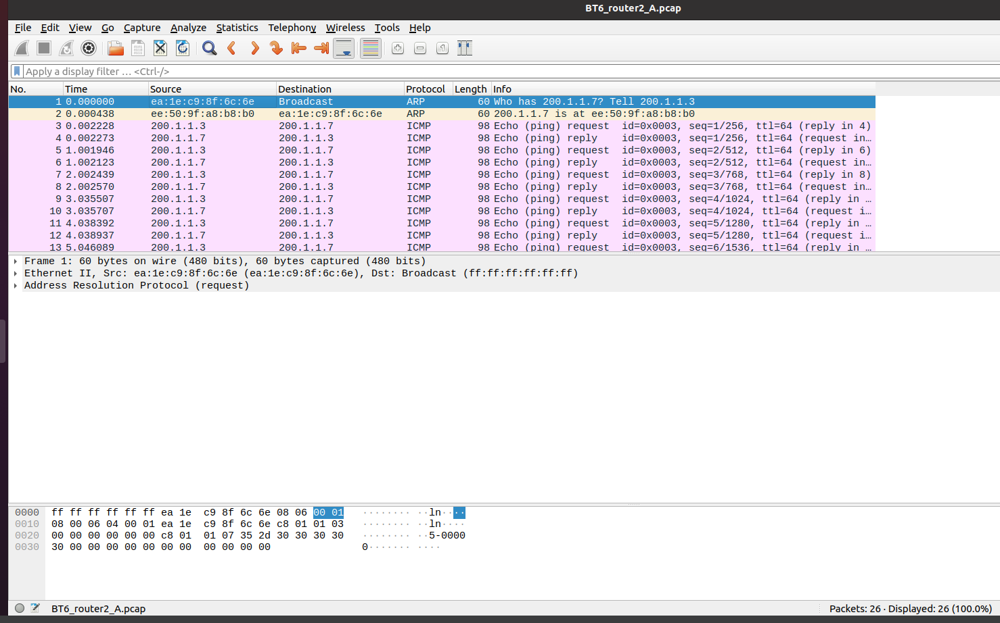 BT6_router2_A.pcap
File Edit View Go Capture Analyze Statistics Telephony Wireless Tools Help
Apply a display filter … <Ctrl-/>
No. Time Source Destination Protocol Length Info
1 0.000000 ea:1e:c9:8f:6c:6e Broadcast ARP 60 Who has 200.1.1.7? Tell 200.1.1.3
2 0.000438 ee:50:9f:a8:b8:b0 ea:1e:c9:8f:6c:6e ARP 60 200.1.1.7 is at ee:50:9f:a8:b8:b0
3 0.002228 200.1.1.3 200.1.1.7 ICMP 98 Echo (ping) request id=0x0003, seq=1/256, ttl=64 (reply in 4)
4 0.002273 200.1.1.7 200.1.1.3 ICMP 98 Echo (ping) reply id=0x0003, seq=1/256, ttl=64 (request in…
5 1.001946 200.1.1.3 200.1.1.7 ICMP 98 Echo (ping) request id=0x0003, seq=2/512, ttl=64 (reply in 6)
6 1.002123 200.1.1.7 200.1.1.3 ICMP 98 Echo (ping) reply id=0x0003, seq=2/512, ttl=64 (request in…
7 2.002439 200.1.1.3 200.1.1.7 ICMP 98 Echo (ping) request id=0x0003, seq=3/768, ttl=64 (reply in 8)
8 2.002570 200.1.1.7 200.1.1.3 ICMP 98 Echo (ping) reply id=0x0003, seq=3/768, ttl=64 (request in…
9 3.035507 200.1.1.3 200.1.1.7 ICMP 98 Echo (ping) request id=0x0003, seq=4/1024, ttl=64 (reply in …
10 3.035707 200.1.1.7 200.1.1.3 ICMP 98 Echo (ping) reply id=0x0003, seq=4/1024, ttl=64 (request i…
11 4.038392 200.1.1.3 200.1.1.7 ICMP 98 Echo (ping) request id=0x0003, seq=5/1280, ttl=64 (reply in …
12 4.038937 200.1.1.7 200.1.1.3 ICMP 98 Echo (ping) reply id=0x0003, seq=5/1280, ttl=64 (request i…
13 5.046089 200.1.1.3 200.1.1.7 ICMP 98 Echo (ping) request id=0x0003, seq=6/1536, ttl=64 (reply in …
Frame 1: 60 bytes on wire (480 bits), 60 bytes captured (480 bits)
Ethernet II, Src: ea:1e:c9:8f:6c:6e (ea:1e:c9:8f:6c:6e), Dst: Broadcast (ff:ff:ff:ff:ff:ff)
Address Resolution Protocol (request)
0000 ff ff ff ff ff ff ea 1e c9 8f 6c 6e 08 06 00 01 ········ ··ln····
0010 08 00 06 04 00 01 ea 1e c9 8f 6c 6e c8 01 01 03 ········ ··ln····
0020 00 00 00 00 00 00 c8 01 01 07 35 2d 30 30 30 30 ········ ··5-0000
0030 30 00 00 00 00 00 00 00 00 00 00 00 0······· ····
BT6_router2_A.pcap
Packets: 26 · Displayed: 26 (100.0%)